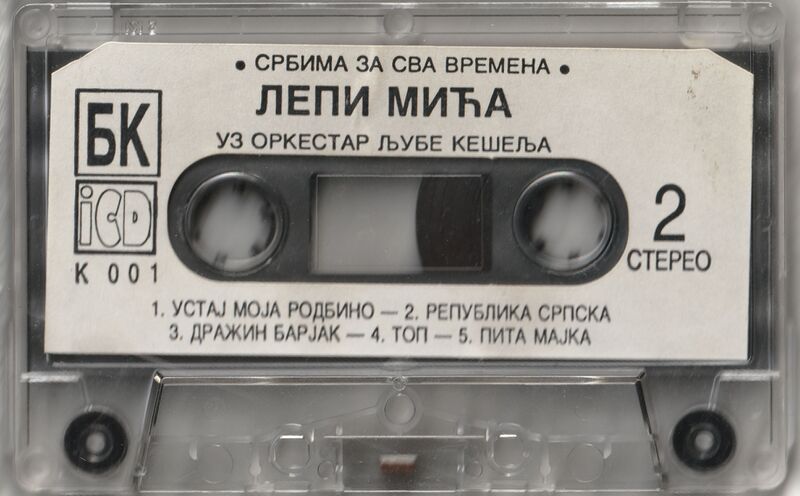 • СРБИМА ЗА СВА ВРЕМЕНА •
ЛЕПИ МИЋА
УЗ ОРКЕСТАР ЉУБЕ КЕШЕЉА
БК
iCD
К 001
2
СТЕРЕО
1. УСТАЈ МОЈА РОДБИНО — 2. РЕПУБЛИКА СРПСКА
3. ДРАЖИН БАРЈАК — 4. ТОП — 5. ПИТА МАЈКА